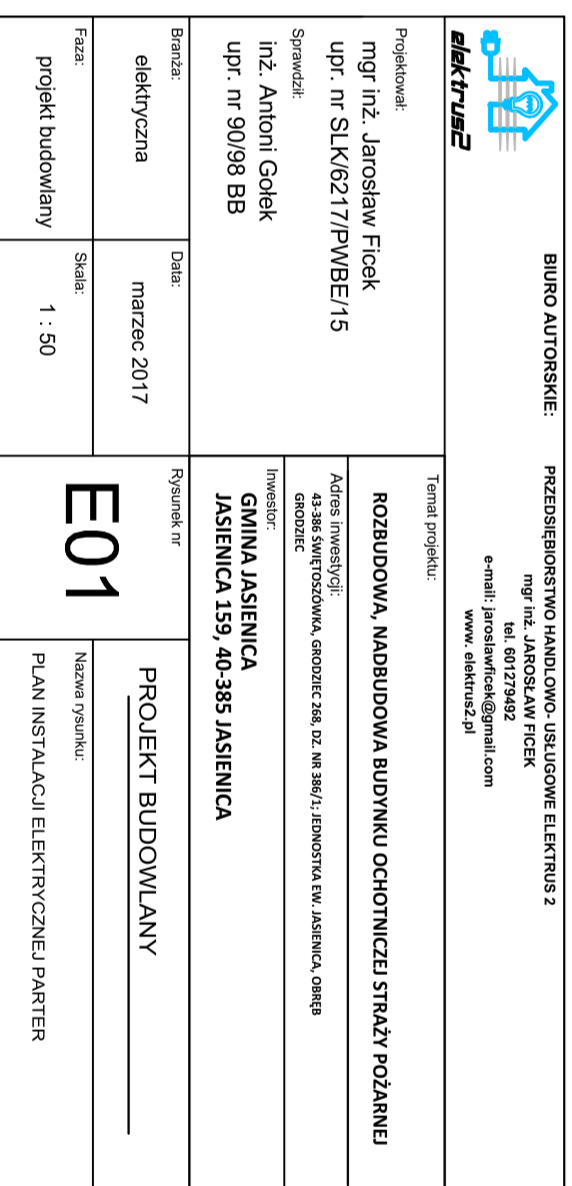 elektrus2
BIURO AUTORSKIE:
PRZEDSIĘBIORSTWO HANDLOWO- USŁUGOWE ELEKTRUS 2
mgr inż. JAROSŁAW FICEK
tel. 601279492
e-mail: jaroslawficek@gmail.com
www. elektrus2.pl
Projektował:
mgr inż. Jarosław Ficek
upr. nr SLK/6217/PWBE/15
Sprawdził:
inż. Antoni Gołek
upr. nr 90/98 BB
Temat projektu:
ROZBUDOWA, NADBUDOWA BUDYNKU OCHOTNICZEJ STRAŻY POŻARNEJ
Adres inwestycji:
43-386 ŚWIĘTOSZÓWKA, GRODZIEC 268, DZ. NR 386/1; JEDNOSTKA EW. JASIENICA, OBRĘB
GRODZIEC
Inwestor:
GMINA JASIENICA
JASIENICA 159, 40-385 JASIENICA
Branża:
elektryczna
Data:
marzec 2017
Rysunek nr
E01
PROJEKT BUDOWLANY
Faza:
projekt budowlany
Skala:
1 : 50
Nazwa rysunku:
PLAN INSTALACJI ELEKTRYCZNEJ PARTER